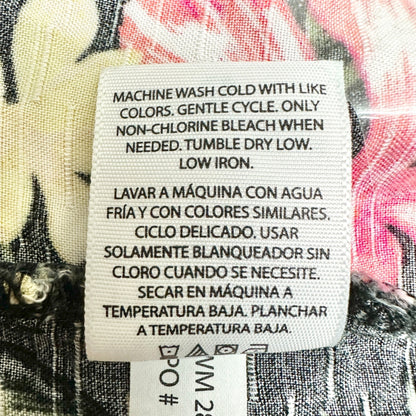 MACHINE WASH COLD WITH LIKE
COLORS. GENTLE CYCLE. ONLY
NON-CHLORINE BLEACH WHEN
NEEDED. TUMBLE DRY LOW.
LOW IRON.
LAVAR A MÁQUINA CON AGUA
FRÍA Y CON COLORES SIMILARES.
CICLO DELICADO. USAR
SOLAMENTE BLANQUEADOR SIN
CLORO CUANDO SE NECESITE.
SECAR EN MÁQUINA A
TEMPERATURA BAJA. PLANCHAR
A TEMPERATURA BAJA.
PO #